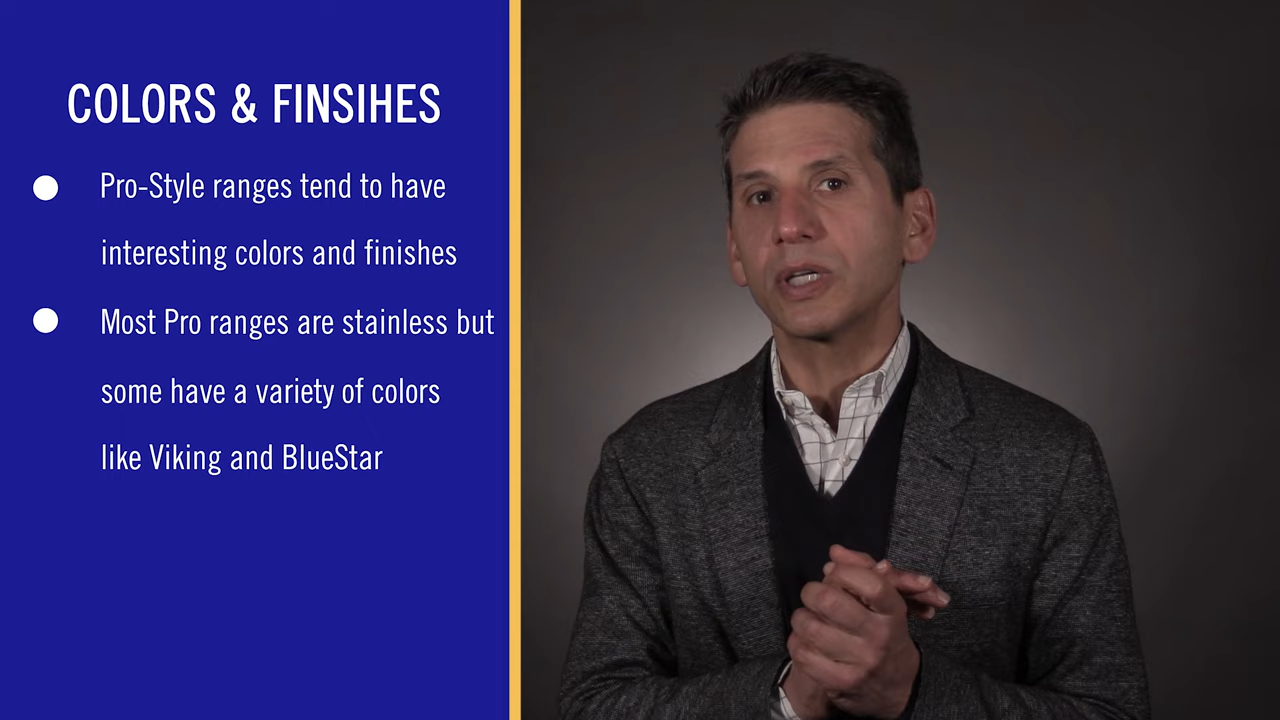 COLORS & FINSIHES
Pro-Style ranges tend to have
interesting colors and finishes
Most Pro ranges are stainless but
some have a variety of colors
like Viking and BlueStar